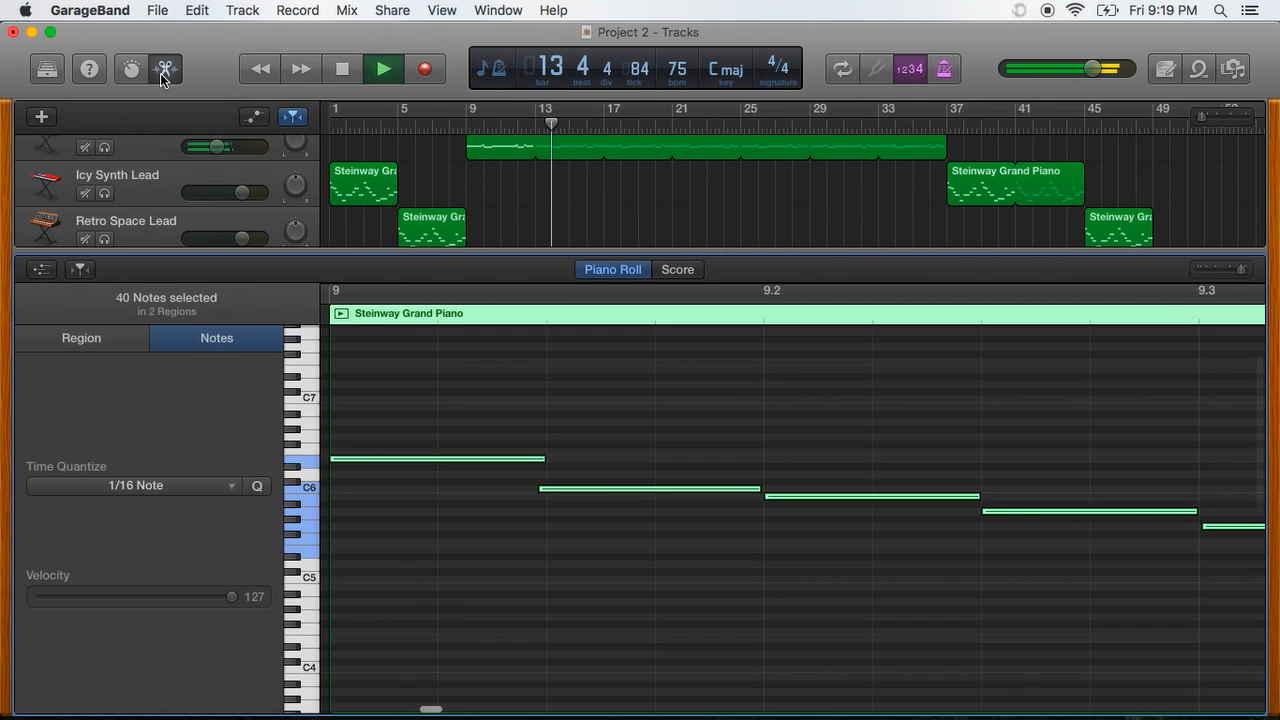 GarageBand File Edit Track Record Mix Share View Window Help Fri 9:19 PM
Project 2 - Tracks
13 4 4 84 75 C maj 4/4 1234
bar beat div tick bpm key signature
1 5 9 13 17 21 25 29 33 37 41 45 49
Icy Synth Lead
Steinway Gra
Steinway Grand Piano
Retro Space Lead
Steinway Gra
Steinway Gra
Piano Roll Score
40 Notes selected
in 2 Regions
9 9.2 9.3
Steinway Grand Piano
Region Notes
C7
Time Quantize
1/16 Note Q
C6
Velocity
127
C5
C4